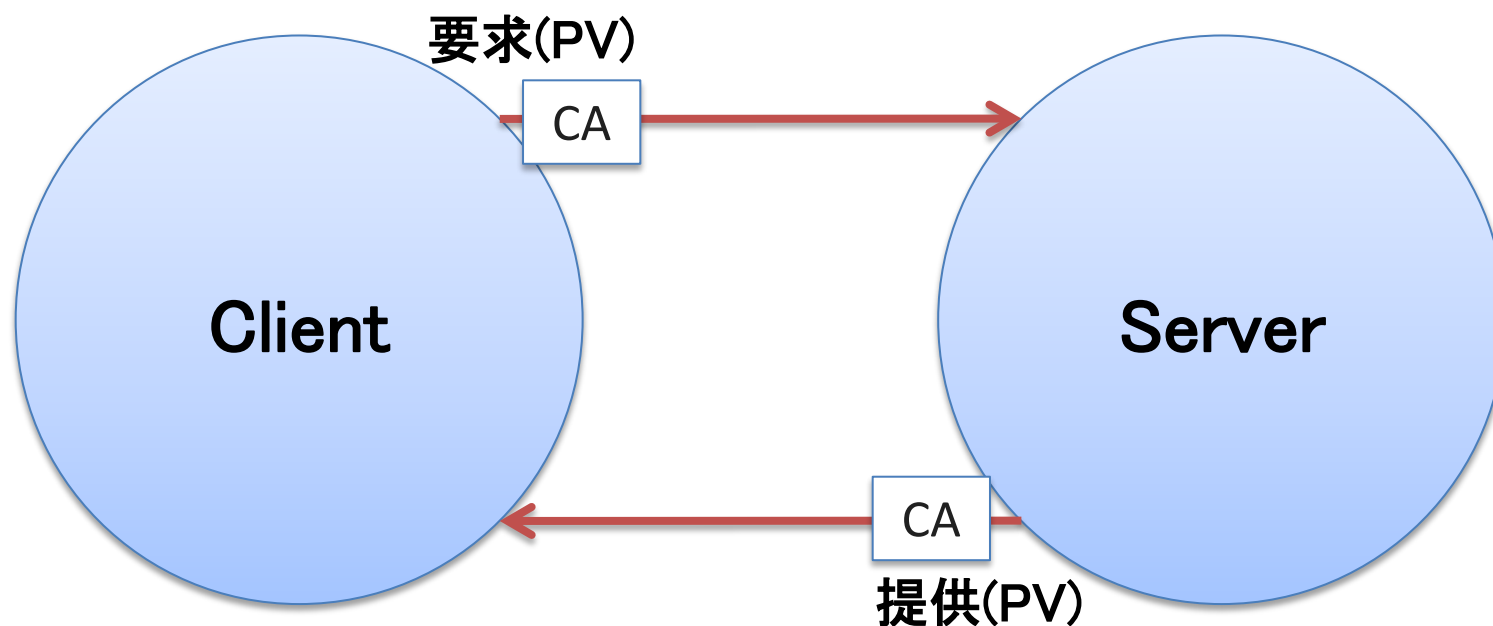 要求(PV)
CA
Client
Server
CA
提供(PV)